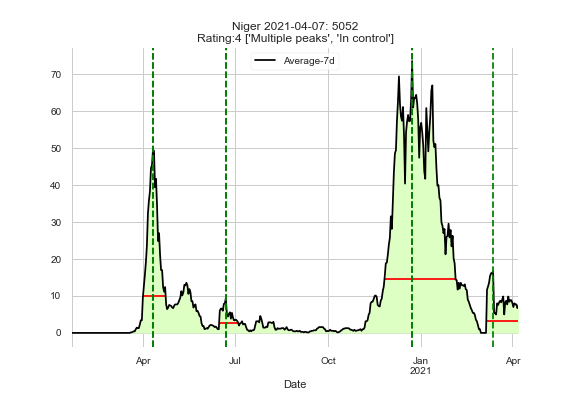 Niger 2021-04-07: 5052
Rating:4 ['Multiple peaks', 'In control']
Average-7d
70
60
50
40
30
20
10
0
Apr
Jul
Oct
Jan
2021
Apr
Date